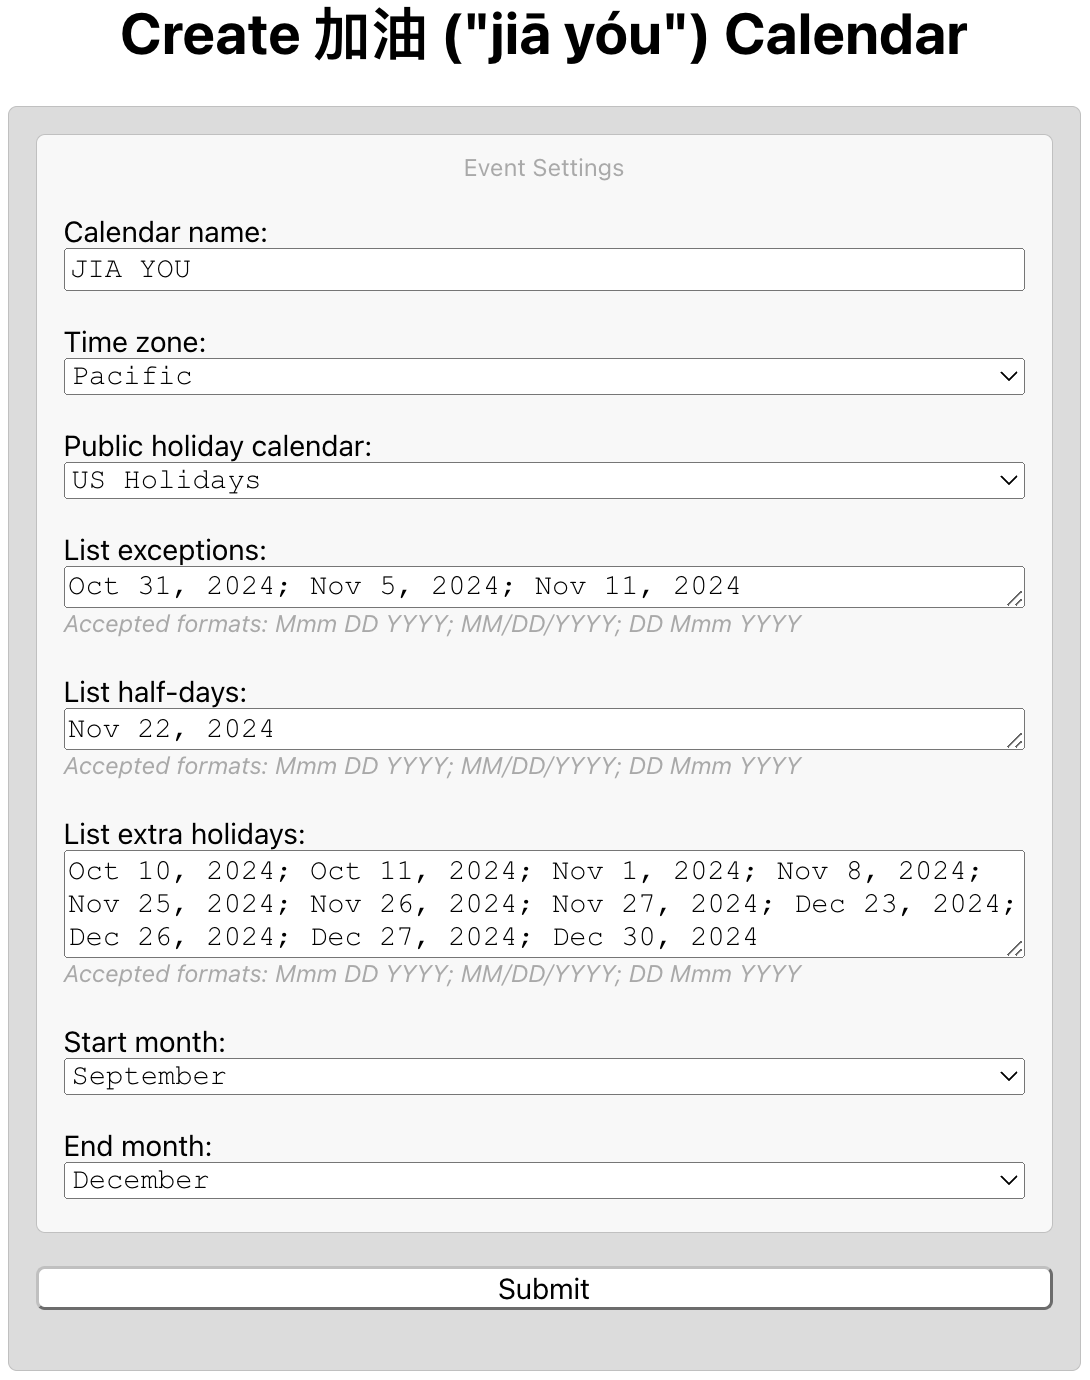 Create 加油 ("jiā yóu") Calendar
Event Settings
Calendar name:
JIA YOU
Time zone:
Pacific
Public holiday calendar:
US Holidays
List exceptions:
Oct 31, 2024; Nov 5, 2024; Nov 11, 2024
Accepted formats: Mmm DD YYYY; MM/DD/YYYY; DD Mmm YYYY
List half-days:
Nov 22, 2024
Accepted formats: Mmm DD YYYY; MM/DD/YYYY; DD Mmm YYYY
List extra holidays:
Oct 10, 2024; Oct 11, 2024; Nov 1, 2024; Nov 8, 2024;
Nov 25, 2024; Nov 26, 2024; Nov 27, 2024; Dec 23, 2024;
Dec 26, 2024; Dec 27, 2024; Dec 30, 2024
Accepted formats: Mmm DD YYYY; MM/DD/YYYY; DD Mmm YYYY
Start month:
September
End month:
December
Submit